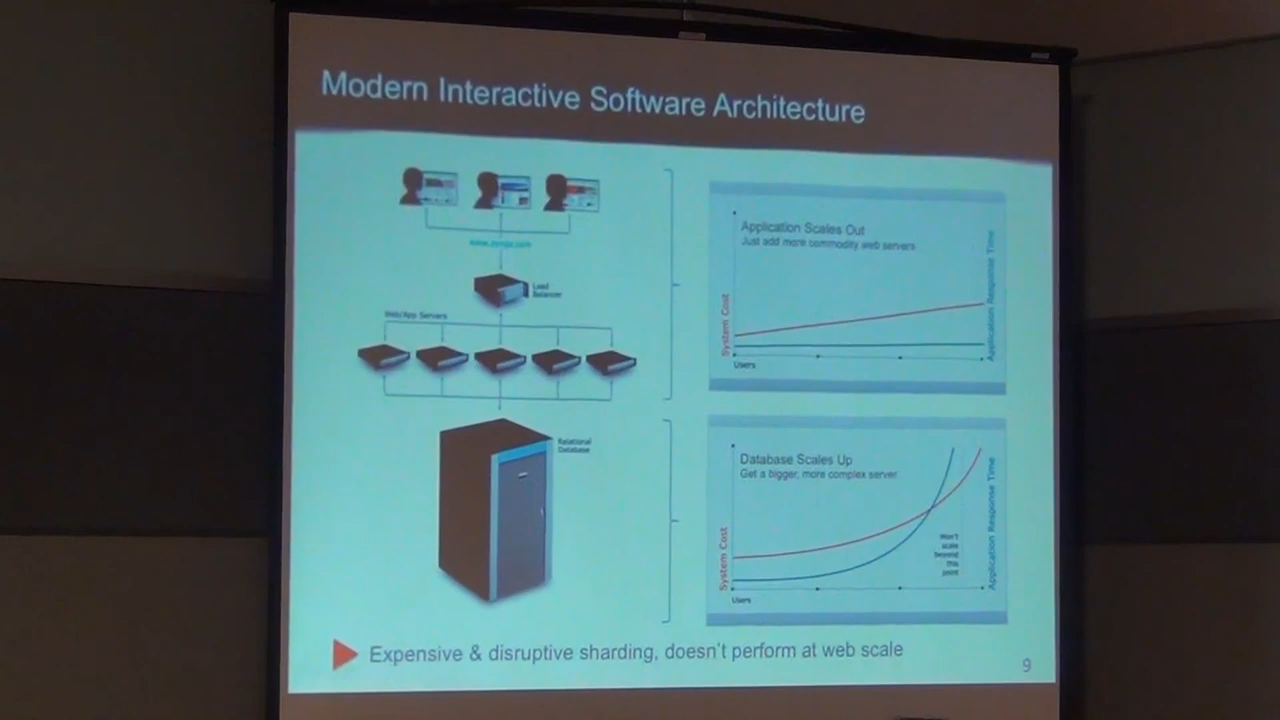 Modern Interactive Software Architecture
Load
Balancer
Web/App Servers
Relational
Database
Application Scales Out
Just add more commodity web servers
System Cost
Application Response Time
Users
Database Scales Up
Get a bigger, more complex server
System Cost
Application Response Time
Won't
scale
beyond
this
point
Users
Expensive & disruptive sharding, doesn't perform at web scale
9